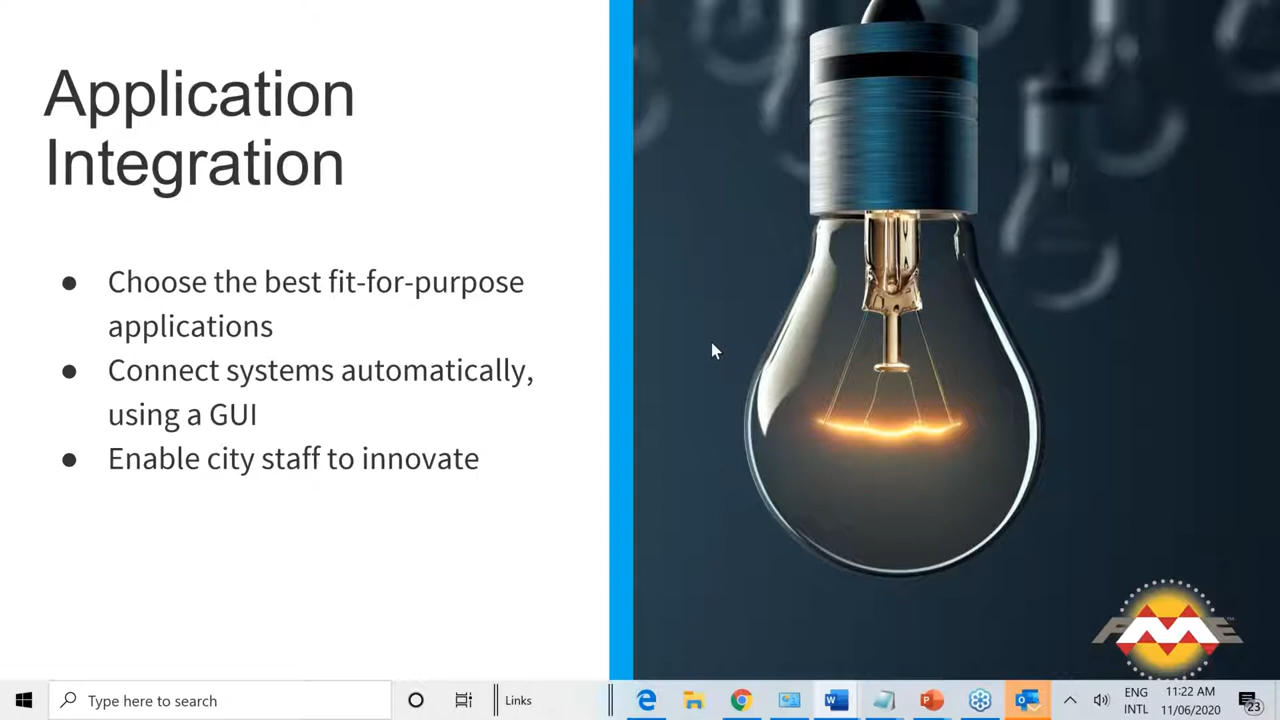 Application
Integration
● Choose the best fit-for-purpose
applications
● Connect systems automatically,
using a GUI
● Enable city staff to innovate
FME
Type here to search
Links
ENG
INTL
11:22 AM
11/06/2020
23